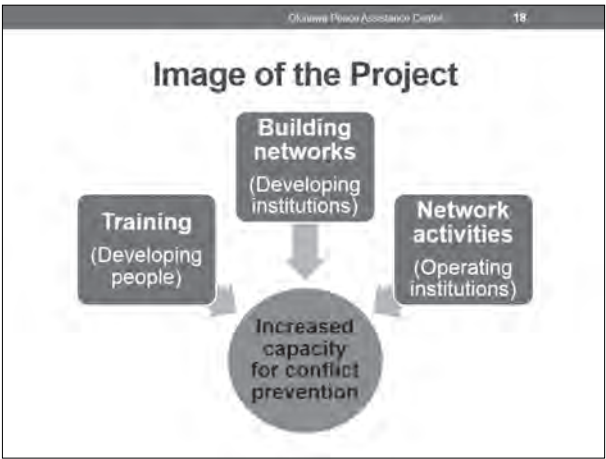 Okinawa Peace Assistance Center
18
Image of the Project
Building
networks
(Developing
institutions)
Training
(Developing
people)
Network
activities
(Operating
institutions)
Increased
capacity
for conflict
prevention